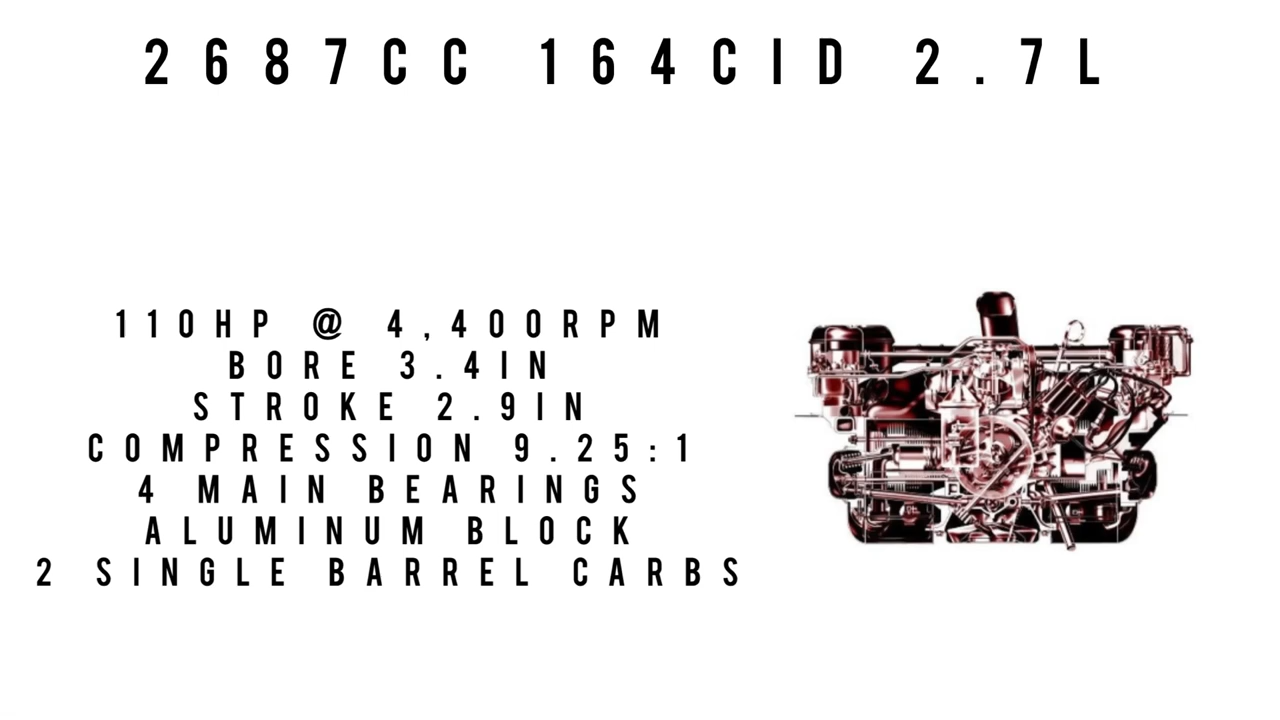 2687CC 164CID 2.7L
110HP @ 4,400RPM
BORE 3.4IN
STROKE 2.9IN
COMPRESSION 9.25:1
4 MAIN BEARINGS
ALUMINUM BLOCK
2 SINGLE BARREL CARBS